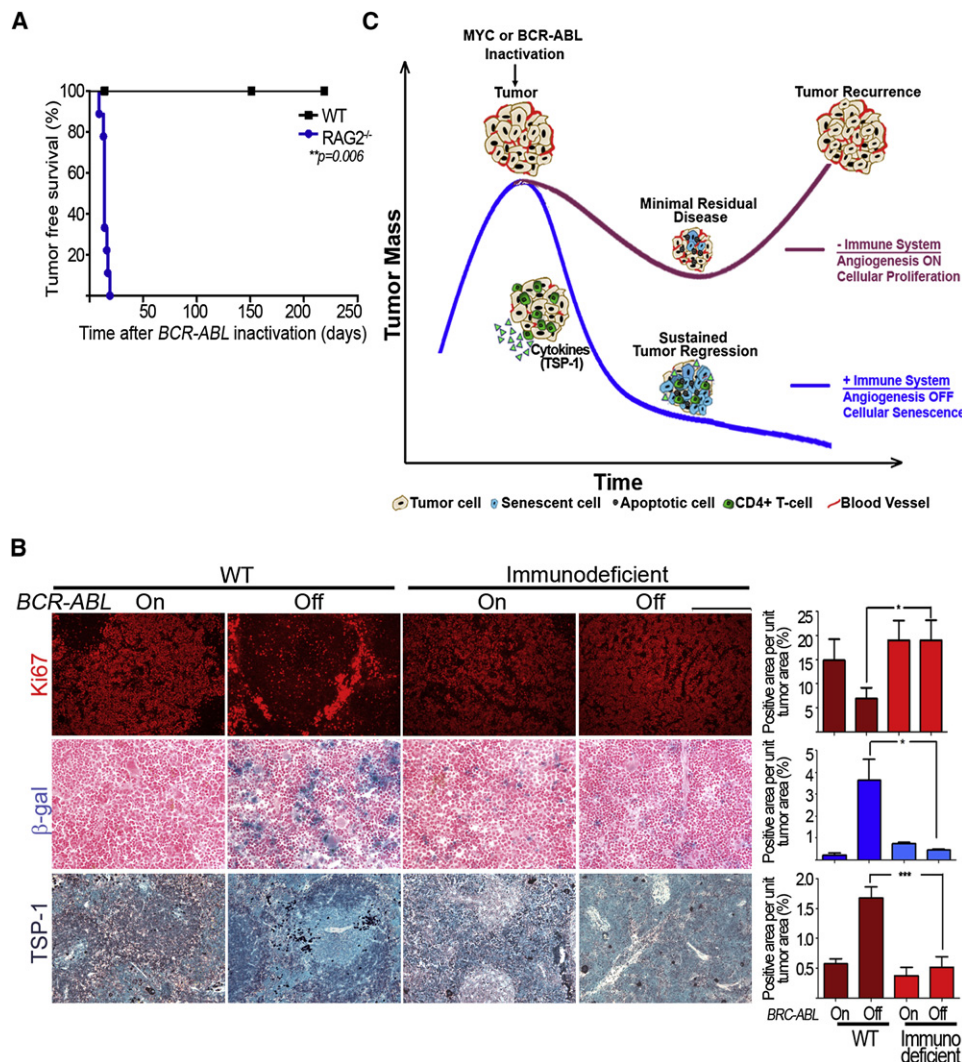 A
Tumor free survival (%)
100
80
60
40
20
WT
RAG2-/-
**p=0.006
50 100 150 200 250
Time after BCR-ABL inactivation (days)
C
MYC or BCR-ABL
Inactivation
Tumor
Tumor Recurrence
Minimal Residual
Disease
- Immune System
Angiogenesis ON
Cellular Proliferation
Cytokines
(TSP-1)
Sustained
Tumor Regression
+ Immune System
Angiogenesis OFF
Cellular Senescence
Tumor Mass
Time
Tumor cell Senescent cell Apoptotic cell CD4+ T-cell Blood Vessel
B
WT Immunodeficient
BCR-ABL On Off On Off
Ki67
β-gal
TSP-1
Positive area per unit
tumor area (%)
25
20
15
10
5
*
Positive area per unit
tumor area (%)
5
4
3
2
1
*
Positive area per unit
tumor area (%)
2.0
1.5
1.0
0.5
***
BRC-ABL On Off On Off
WT Immuno
deficient